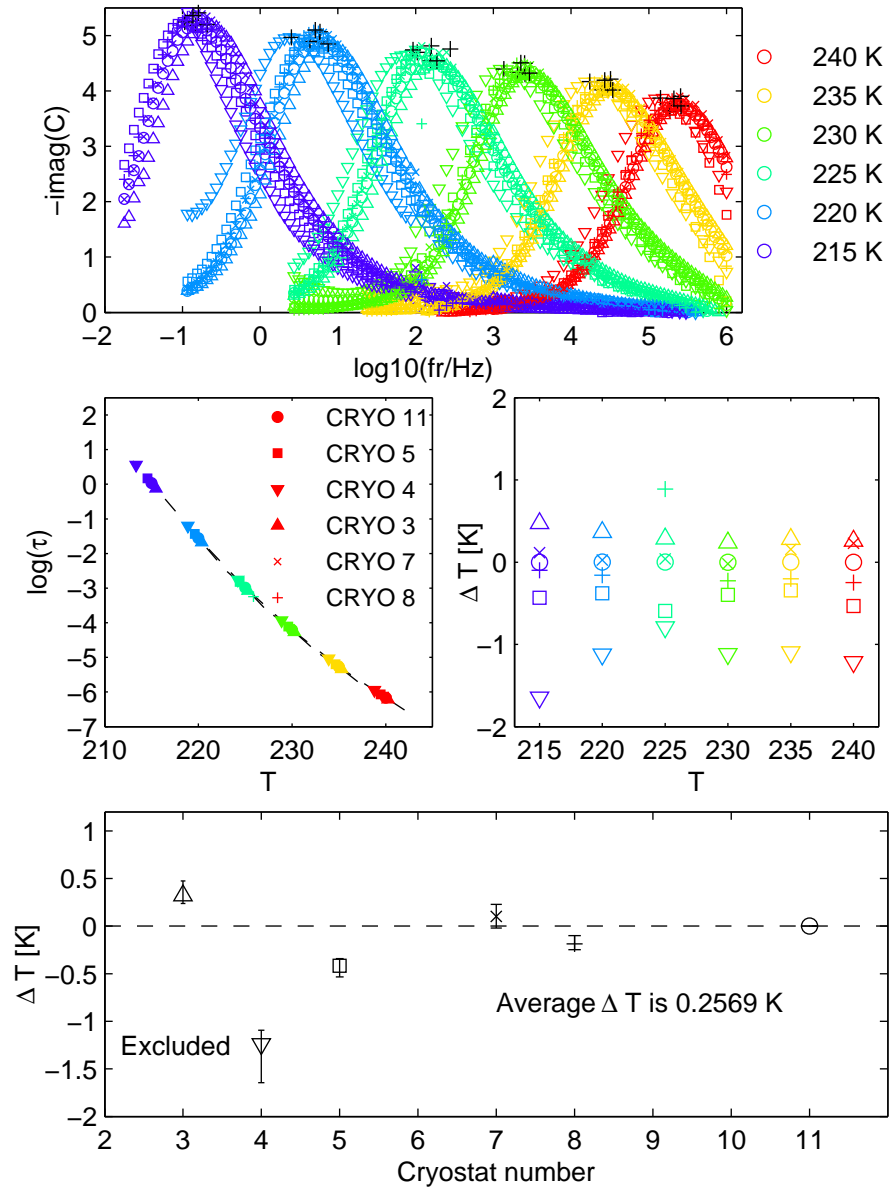 5
4
3
2
1
0
−imag(C)
−2 −1 0 1 2 3 4 5 6
log10(fr/Hz)
240 K
235 K
230 K
225 K
220 K
215 K
2
1
0
−1
−2
−3
−4
−5
−6
−7
log(τ)
210 220 230 240
T
CRYO 11
CRYO 5
CRYO 4
CRYO 3
CRYO 7
CRYO 8
2
1
0
−1
−2
Δ T [K]
215 220 225 230 235 240
T
1
0.5
0
−0.5
−1
−1.5
−2
Δ T [K]
Average Δ T is 0.2569 K
Excluded
2 3 4 5 6 7 8 9 10 11
Cryostat number